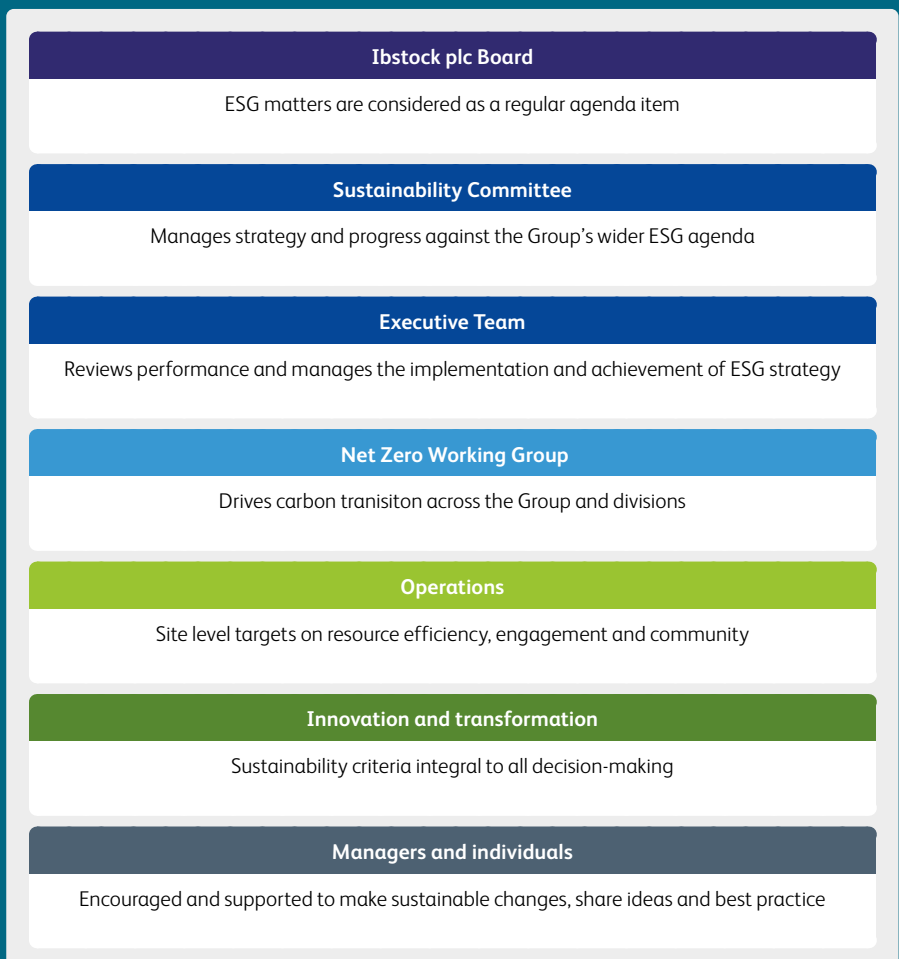 Ibstock plc Board
ESG matters are considered as a regular agenda item
Sustainability Committee
Manages strategy and progress against the Group’s wider ESG agenda
Executive Team
Reviews performance and manages the implementation and achievement of ESG strategy
Net Zero Working Group
Drives carbon transiton across the Group and divisions
Operations
Site level targets on resource efficiency, engagement and community
Innovation and transformation
Sustainability criteria integral to all decision-making
Managers and individuals
Encouraged and supported to make sustainable changes, share ideas and best practice